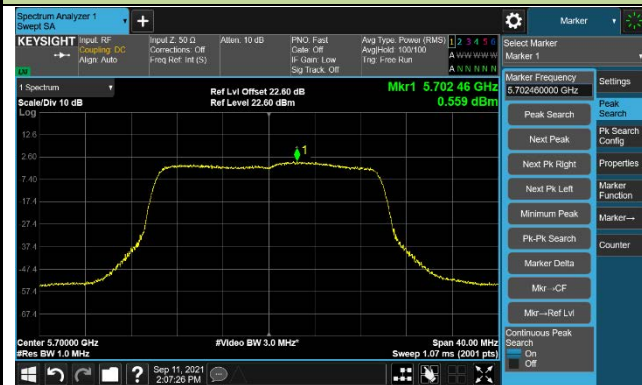 Spectrum Analyzer 1
Swept SA
+
Marker
KEYSIGHT
Input: RF
Coupling: DC
Align: Auto
Input Z: 50 Ω
Corrections: Off
Freq Ref: Int (S)
Atten: 10 dB
PNO: Fast
Gate: Off
IF Gain: Low
Sig Track: Off
Avg Type: Power (RMS)
Avg|Hold: 100/100
Trig: Free Run
1 2 3 4 5 6
A W W W W W
A N N N N N
Select Marker
Marker 1
1 Spectrum
Scale/Div 10 dB
Log
Ref Lvl Offset 22.60 dB
Ref Level 22.60 dBm
Mkr1 5.702 46 GHz
0.559 dBm
12.6
2.60
-7.40
-17.4
-27.4
-37.4
-47.4
-57.4
-67.4
1
Center 5.70000 GHz
#Res BW 1.0 MHz
#Video BW 3.0 MHz*
Span 40.00 MHz
Sweep 1.07 ms (2001 pts)
Marker Frequency
5.702460000 GHz
Peak Search
Next Peak
Next Pk Right
Next Pk Left
Minimum Peak
Pk-Pk Search
Marker Delta
Mkr→CF
Mkr→Ref Lvl
Continuous Peak
Search
On
Off
Settings
Peak
Search
Pk Search
Config
Properties
Marker
Function
Marker→
Counter
?
Sep 11, 2021
2:07:26 PM